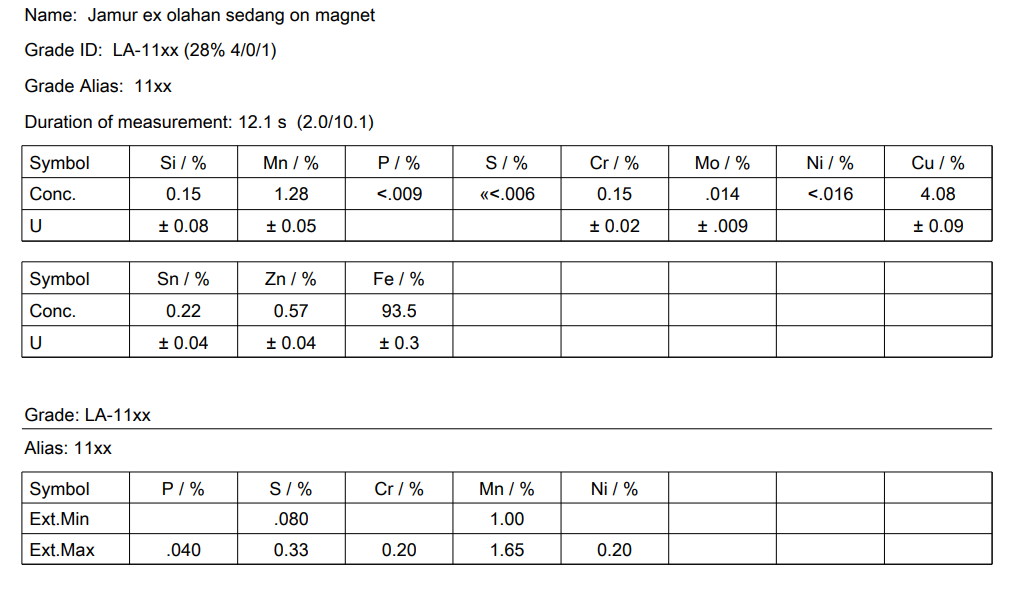 Name: Jamur ex olahan sedang on magnet
Grade ID: LA-11xx (28% 4/0/1)
Grade Alias: 11xx
Duration of measurement: 12.1 s (2.0/10.1)
Symbol Si / % Mn / % P / % S / % Cr / % Mo / % Ni / % Cu / %
Conc. 0.15 1.28 <.009 «<.006 0.15 .014 <.016 4.08
U ± 0.08 ± 0.05 ± 0.02 ± .009 ± 0.09
Symbol Sn / % Zn / % Fe / %
Conc. 0.22 0.57 93.5
U ± 0.04 ± 0.04 ± 0.3
Grade: LA-11xx
Alias: 11xx
Symbol P / % S / % Cr / % Mn / % Ni / %
Ext.Min .080 1.00
Ext.Max .040 0.33 0.20 1.65 0.20